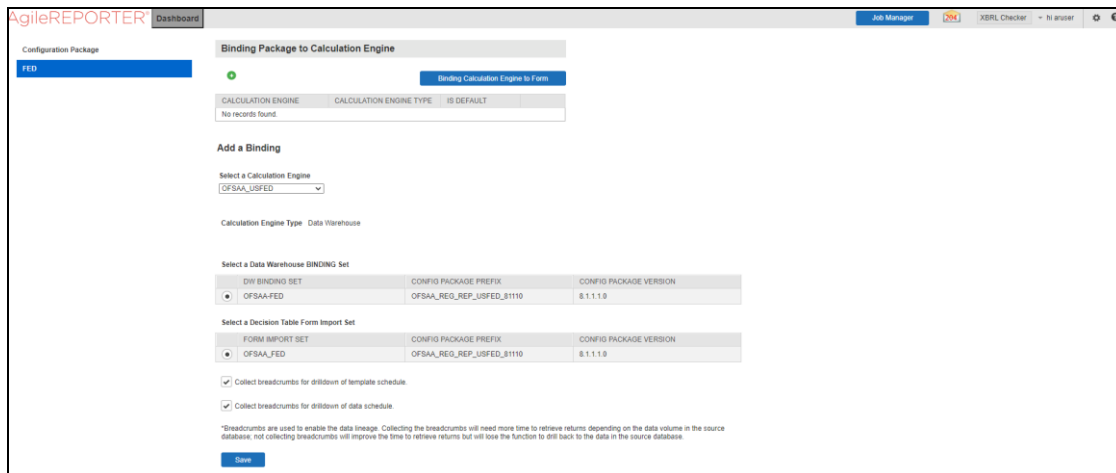 AgileREPORTER® Dashboard Job Manager 204 XBRL Checker hi aruser
Configuration Package
FED
Binding Package to Calculation Engine
Binding Calculation Engine to Form
CALCULATION ENGINE CALCULATION ENGINE TYPE IS DEFAULT
No records found.
Add a Binding
Select a Calculation Engine
OFSAA_USFED
Calculation Engine Type Data Warehouse
Select a Data Warehouse BINDING Set
DW BINDING SET CONFIG PACKAGE PREFIX CONFIG PACKAGE VERSION
OFSAA-FED OFSAA_REG_REP_USFED_81110 8.1.1.1.0
Select a Decision Table Form Import Set
FORM IMPORT SET CONFIG PACKAGE PREFIX CONFIG PACKAGE VERSION
OFSAA_FED OFSAA_REG_REP_USFED_81110 8.1.1.1.0
Collect breadcrumbs for drilldown of template schedule.
Collect breadcrumbs for drilldown of data schedule.
*Breadcrumbs are used to enable the data lineage. Collecting the breadcrumbs will need more time to retrieve returns depending on the data volume in the source
database; not collecting breadcrumbs will improve the time to retrieve returns but will lose the function to drill back to the data in the source database.
Save